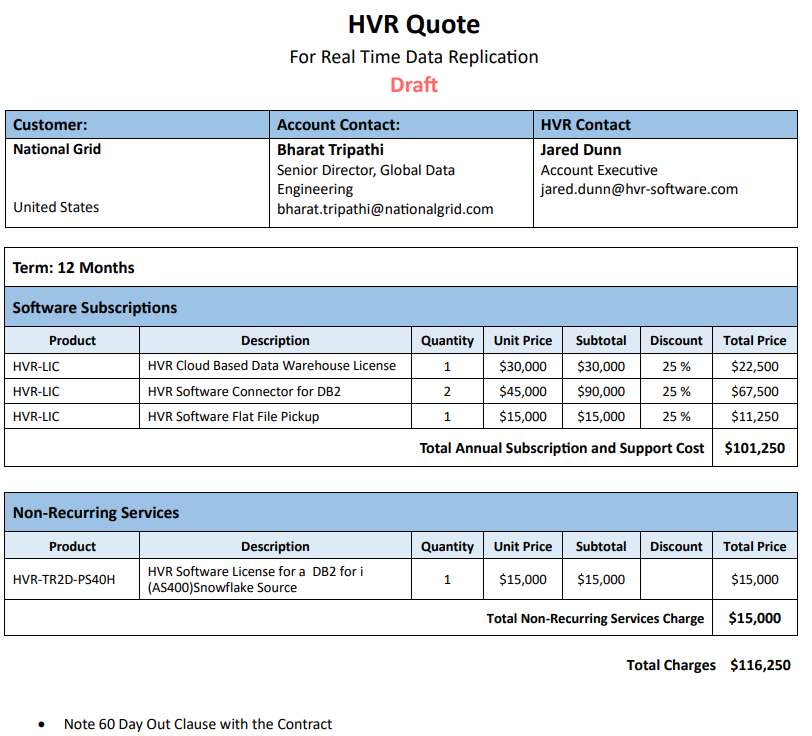 HVR Quote
For Real Time Data Replication
Draft
Customer: Account Contact: HVR Contact
National Grid
United States
Bharat Tripathi
Senior Director, Global Data
Engineering
bharat.tripathi@nationalgrid.com
Jared Dunn
Account Executive
jared.dunn@hvr-software.com
Term: 12 Months
Software Subscriptions
Product Description Quantity Unit Price Subtotal Discount Total Price
HVR-LIC HVR Cloud Based Data Warehouse License 1 $30,000 $30,000 25 % $22,500
HVR-LIC HVR Software Connector for DB2 2 $45,000 $90,000 25 % $67,500
HVR-LIC HVR Software Flat File Pickup 1 $15,000 $15,000 25 % $11,250
Total Annual Subscription and Support Cost $101,250
Non-Recurring Services
Product Description Quantity Unit Price Subtotal Discount Total Price
HVR-TR2D-PS40H HVR Software License for a DB2 for i
(AS400)Snowflake Source 1 $15,000 $15,000 $15,000
Total Non-Recurring Services Charge $15,000
Total Charges $116,250
• Note 60 Day Out Clause with the Contract